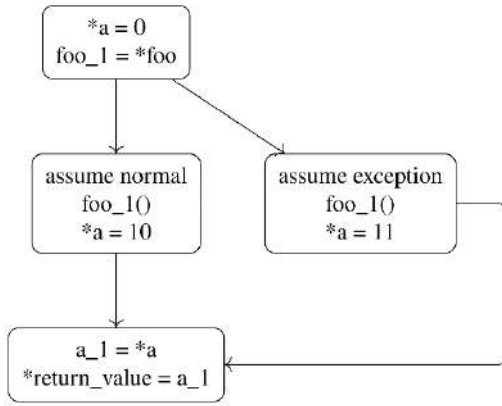 *a = 0
foo_1 = *foo
assume normal
foo_1()
*a = 10
assume exception
foo_1()
*a = 11
a_1 = *a
*return_value = a_1